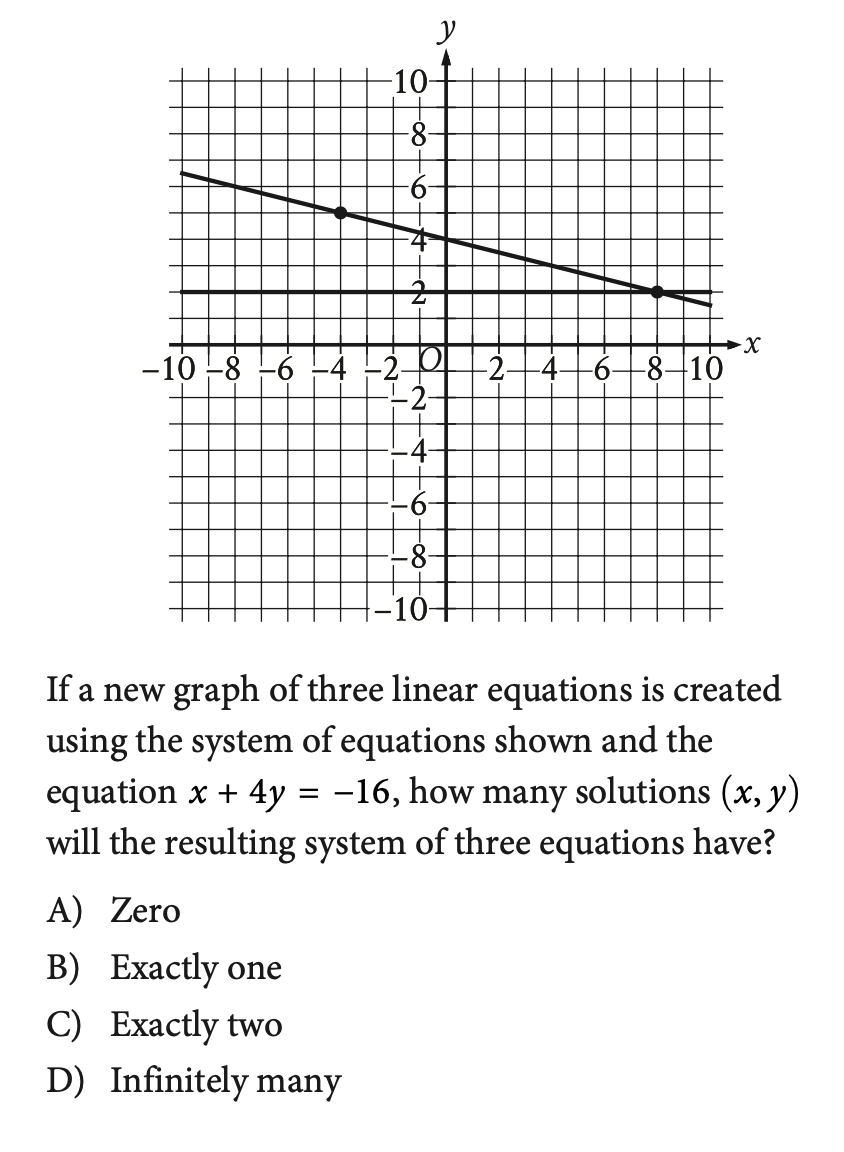 y
10
8
6
4
2
x
−10 −8 −6 −4 −2 O 2 4 6 8 10
−2
−4
−6
−8
−10
If a new graph of three linear equations is created
using the system of equations shown and the
equation x + 4y = −16, how many solutions (x, y)
will the resulting system of three equations have?
A) Zero
B) Exactly one
C) Exactly two
D) Infinitely many